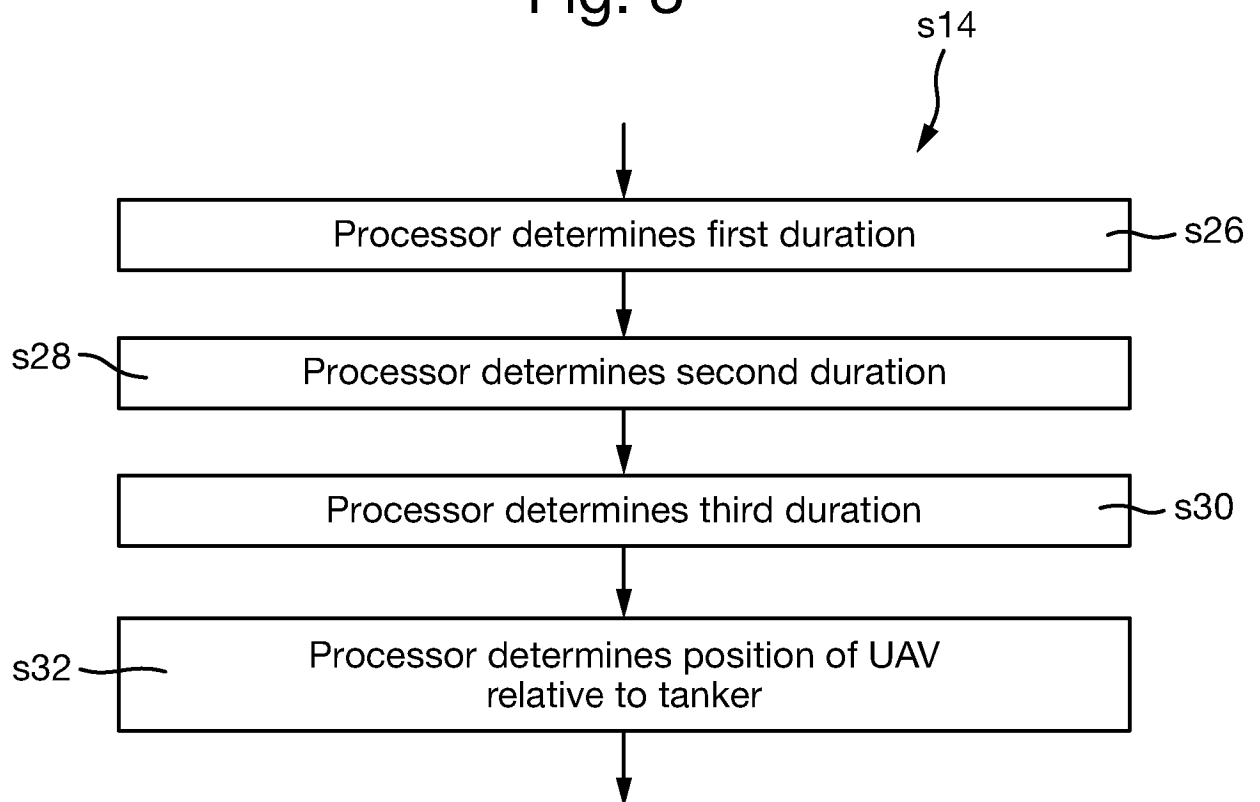 Fig.
s14
Processor determines first duration
s26
s28
Processor determines second duration
Processor determines third duration
s30
s32
Processor determines position of UAV
relative to tanker